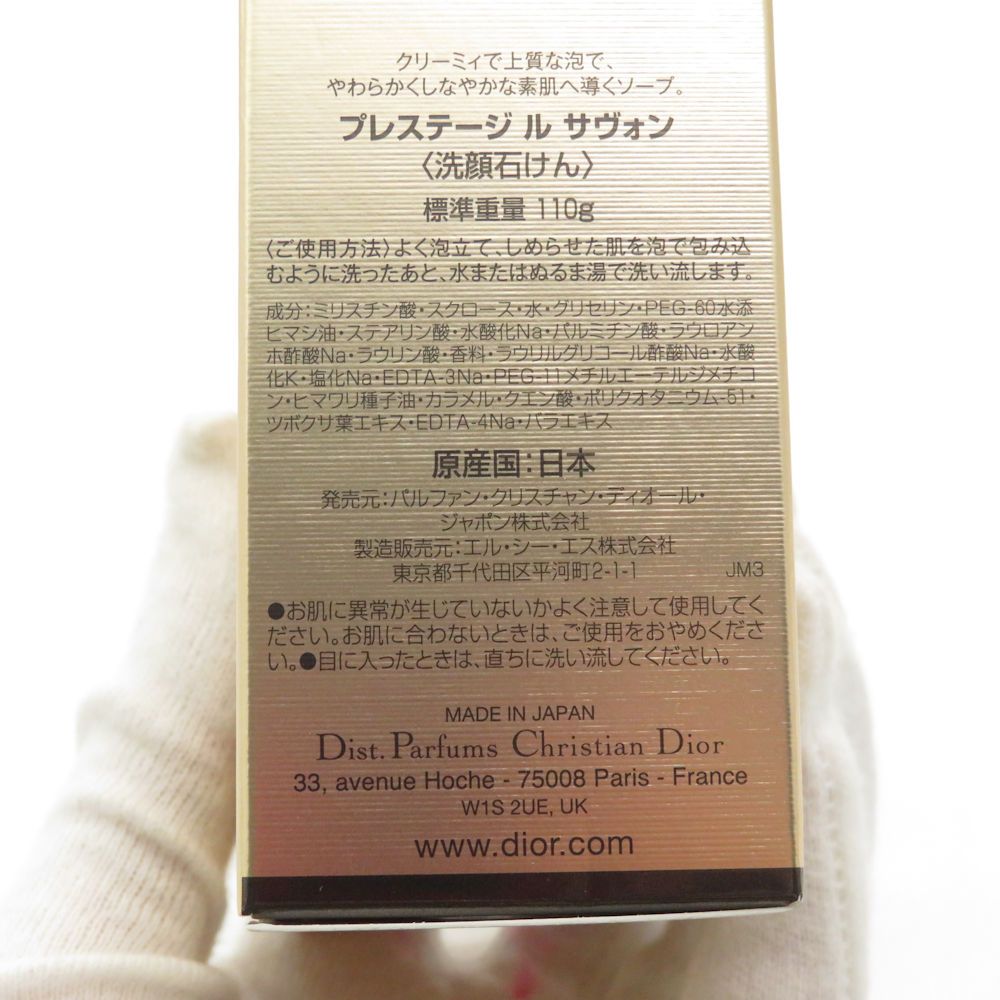 クリーミィで上質な泡で、
やわらかくしなやかな素肌へ導くソープ。
プレステージ ル サヴォン
〈洗顔石けん〉
標準重量 110g
〈ご使用方法〉よく泡立て、しめらせた肌を泡で包み込
むように洗ったあと、水またはぬるま湯で洗い流します。
成分：ミリスチン酸・スクロース・水・グリセリン・PEG-60水添
ヒマシ油・ステアリン酸・水酸化Na・パルミチン酸・ラウロアン
ホ酢酸Na・ラウリン酸・香料・ラウリルグリコール酢酸Na・水酸
化K・塩化Na・EDTA-3Na・PEG-11メチルエーテルジメチコ
ン・ヒマワリ種子油・カラメル・クエン酸・ポリクオタニウム-51・
ツボクサ葉エキス・EDTA-4Na・バラエキス
原産国：日本
発売元：パルファン・クリスチャン・ディオール・
ジャポン株式会社
製造販売元：エル・シー・エス株式会社
東京都千代田区平河町2-1-1 JM3
●お肌に異常が生じていないかよく注意して使用してく
ださい。お肌に合わないときは、ご使用をおやめくださ
い。●目に入ったときは、直ちに洗い流してください。
MADE IN JAPAN
Dist. Parfums Christian Dior
33, avenue Hoche - 75008 Paris - France
W1S 2UE, UK
www.dior.com